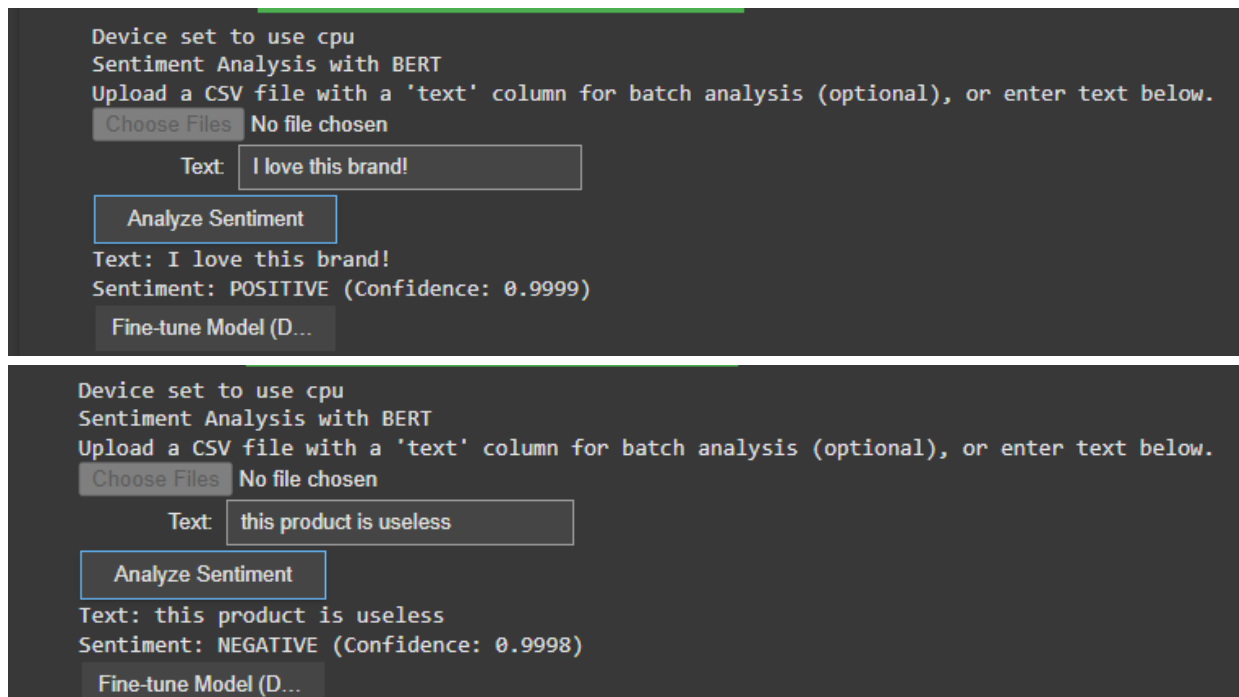 Device set to use cpu
Sentiment Analysis with BERT
Upload a CSV file with a 'text' column for batch analysis (optional), or enter text below.
Choose Files No file chosen
Text: I love this brand!
Analyze Sentiment
Text: I love this brand!
Sentiment: POSITIVE (Confidence: 0.9999)
Fine-tune Model (D...
Device set to use cpu
Sentiment Analysis with BERT
Upload a CSV file with a 'text' column for batch analysis (optional), or enter text below.
Choose Files No file chosen
Text: this product is useless
Analyze Sentiment
Text: this product is useless
Sentiment: NEGATIVE (Confidence: 0.9998)
Fine-tune Model (D...